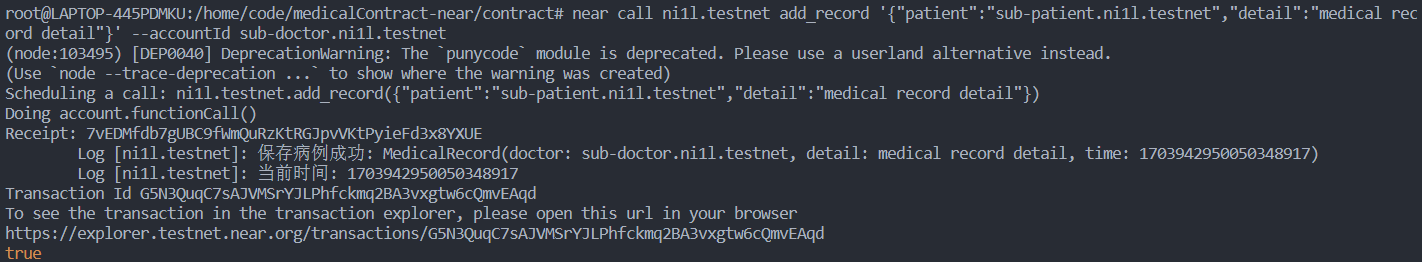 root@LAPTOP-445PDMKU:/home/code/medicalContract-near/contract# near call ni1l.testnet add_record '{"patient":"sub-patient.ni1l.testnet","detail":"medical rec
ord detail"}' --accountId sub-doctor.ni1l.testnet
(node:103495) [DEP0040] DeprecationWarning: The `punycode` module is deprecated. Please use a userland alternative instead.
(Use `node --trace-deprecation ...` to show where the warning was created)
Scheduling a call: ni1l.testnet.add_record({"patient":"sub-patient.ni1l.testnet","detail":"medical record detail"})
Doing account.functionCall()
Receipt: 7vEDMfdb7gUBC9fWmQuRzKtRGJpvVKtPyieFd3x8YXUE
Log [ni1l.testnet]: 保存病例成功: MedicalRecord(doctor: sub-doctor.ni1l.testnet, detail: medical record detail, time: 1703942950050348917)
Log [ni1l.testnet]: 当前时间: 1703942950050348917
Transaction Id G5N3QuqC7sAJVMSrYJLPhfckmq2BA3vxgtw6cQmvEAqd
To see the transaction in the transaction explorer, please open this url in your browser
https://explorer.testnet.near.org/transactions/G5N3QuqC7sAJVMSrYJLPhfckmq2BA3vxgtw6cQmvEAqd
true